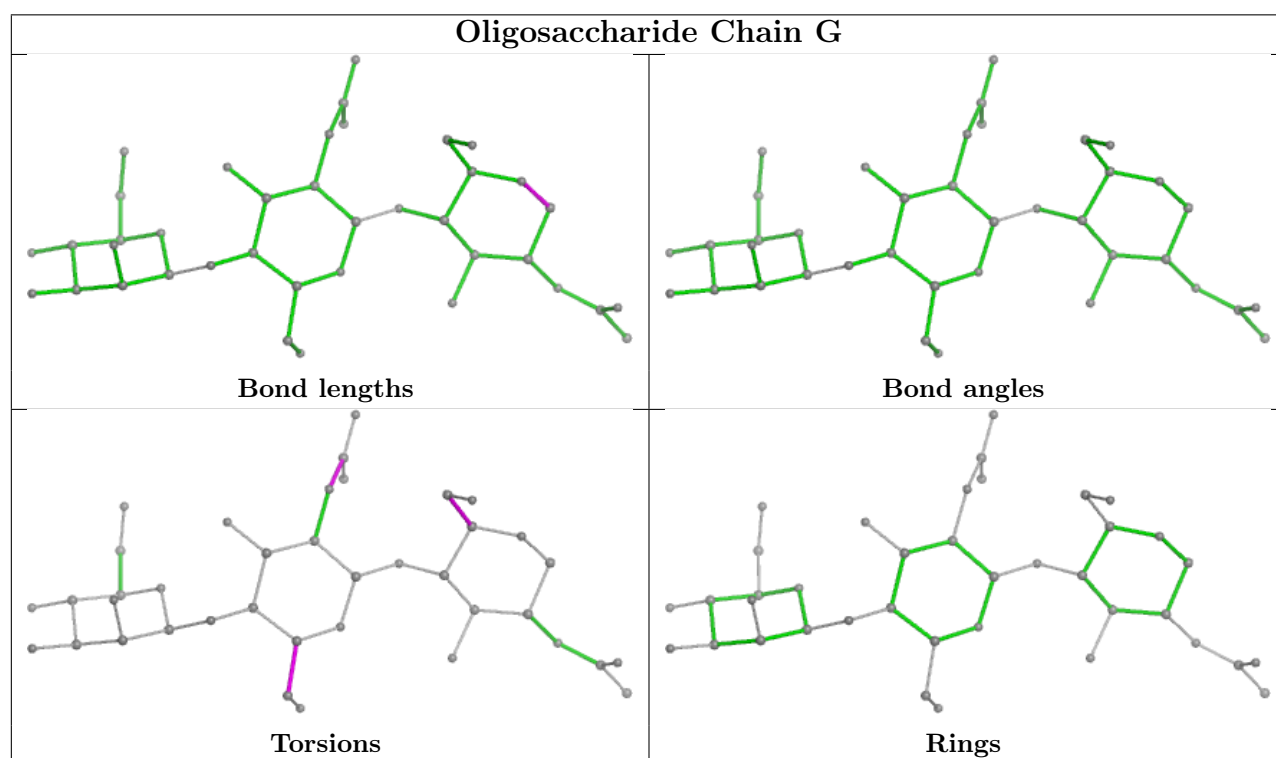 Oligosaccharide Chain G
Bond lengths
Bond angles
Torsions
Rings